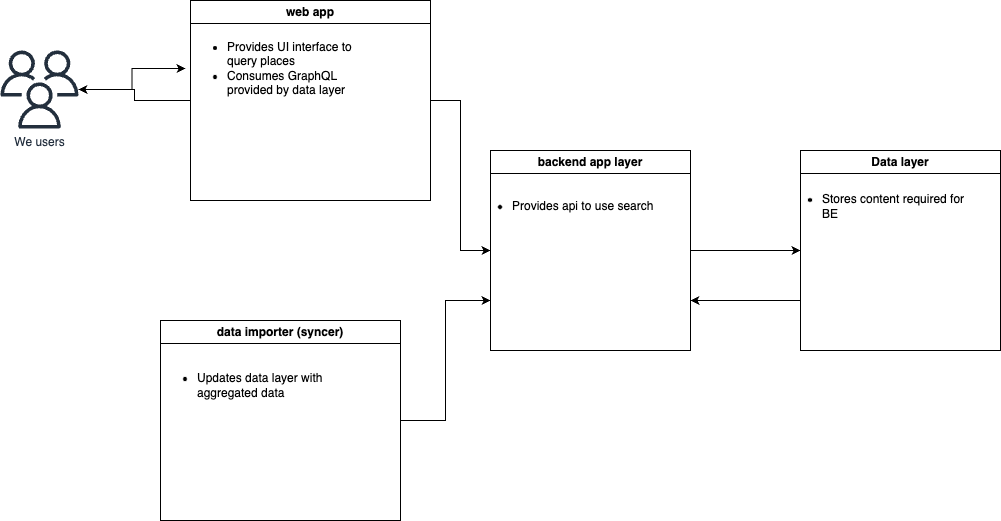 web app
• Provides UI interface to
query places
• Consumes GraphQL
provided by data layer
We users
backend app layer
• Provides api to use search
Data layer
• Stores content required for
BE
data importer (syncer)
• Updates data layer with
aggregated data